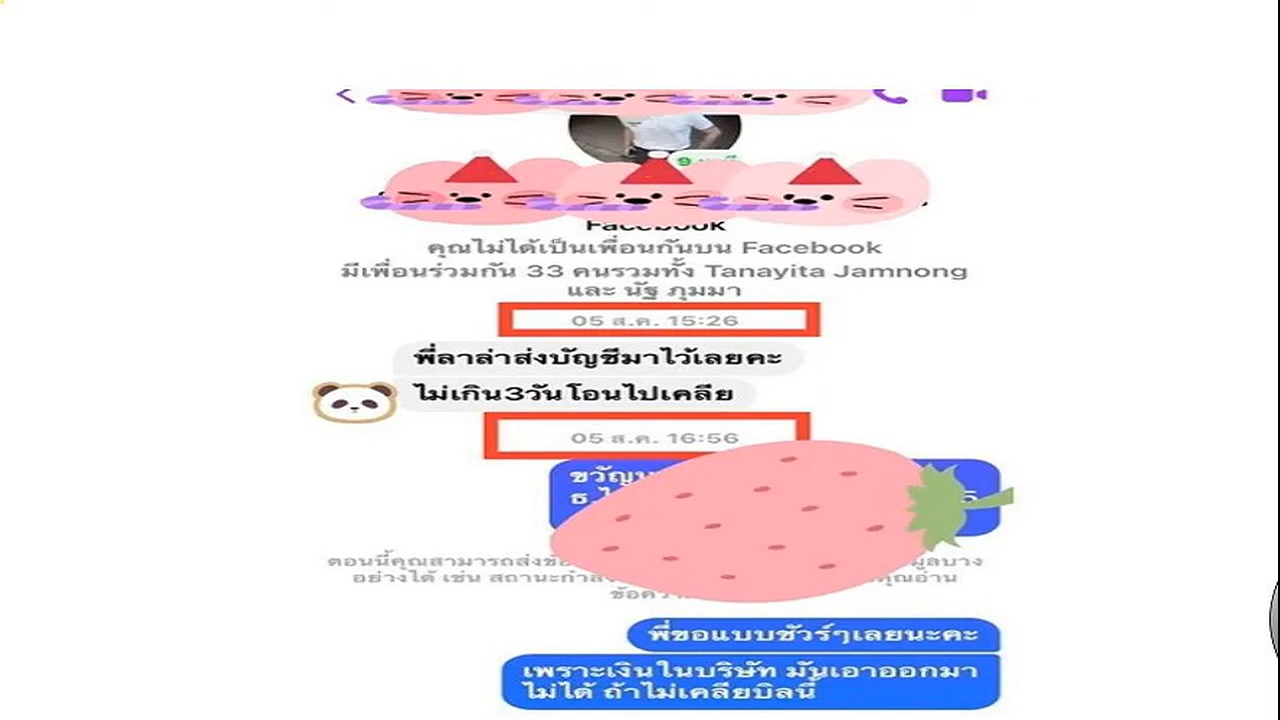 Facebook
คุณไม่ได้เป็นเพื่อนกันบน Facebook
มีเพื่อนร่วมกัน 33 คนรวมทั้ง Tanayita Jamnong
และ นัฐ ภุมมา
05 ส.ค. 15:26
พี่ลาล่าส่งบัญชีมาไว้เลยคะ
ไม่เกิน3วันโอนไปเคลีย
05 ส.ค. 16:56
ตอนนี้คุณสามารถส่ง
อย่างได้ เช่น
พี่ขอแบบชัวร์ๆเลยนะคะ
เพราะเงินในบริษัท มันเอาออกมา
ไม่ได้ ถ้าไม่เคลียบิลนี้